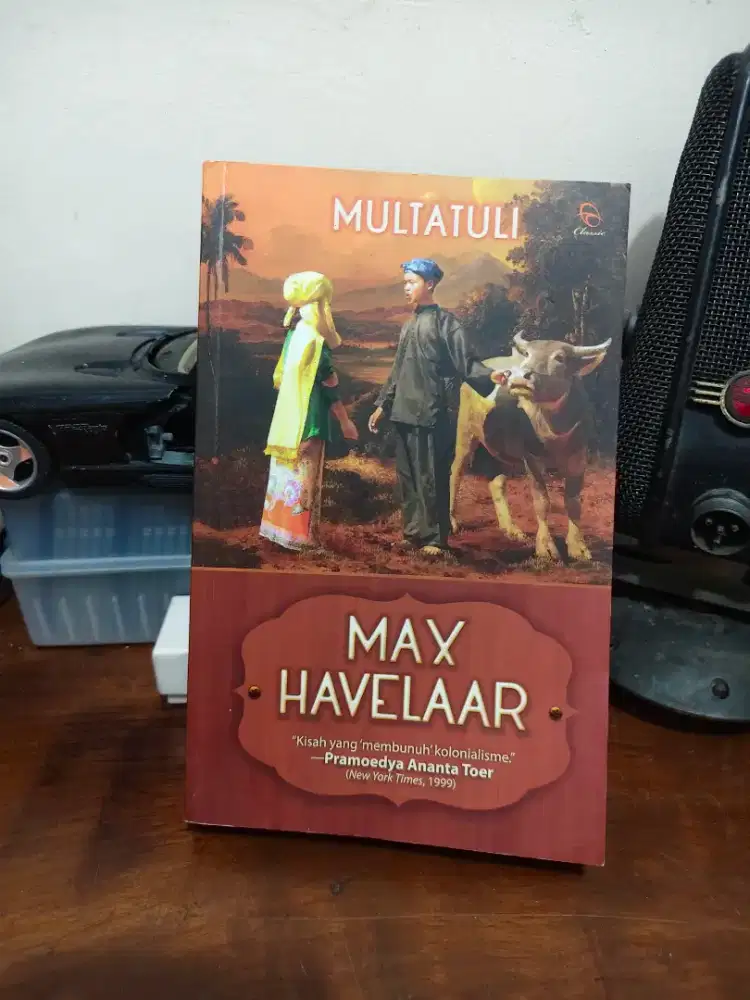 MULTATULI
Classic
MAX
HAVELAAR
"Kisah yang 'membunuh' kolonialisme."
—Pramoedya Ananta Toer
(New York Times, 1999)